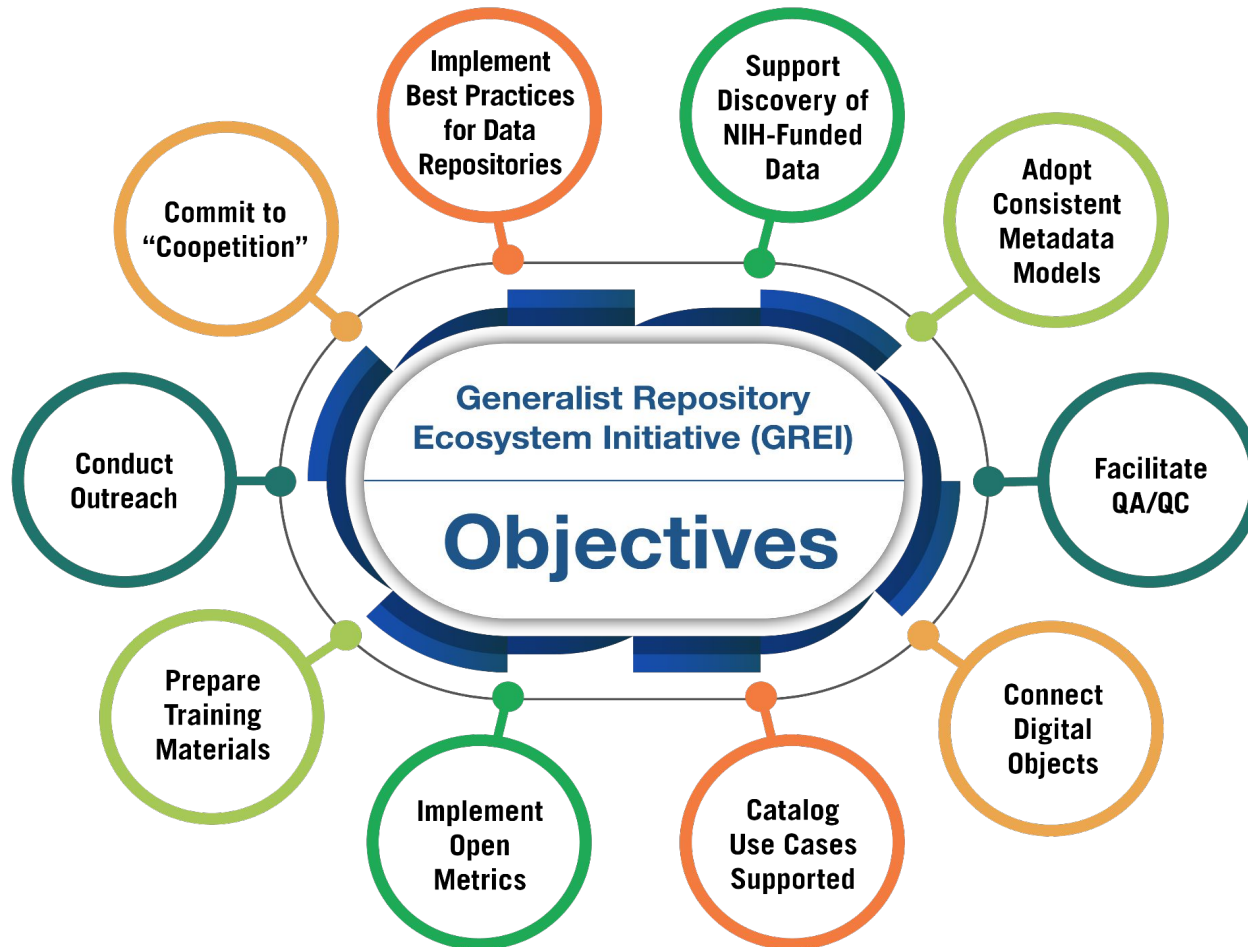 Implement
Best Practices
for Data
Repositories
Support
Discovery of
NIH-Funded
Data
Adopt
Consistent
Metadata
Models
Commit to
“Coopetition”
Generalist Repository
Ecosystem Initiative (GREI)
Objectives
Conduct
Outreach
Facilitate
QA/QC
Prepare
Training
Materials
Connect
Digital
Objects
Implement
Open
Metrics
Catalog
Use Cases
Supported